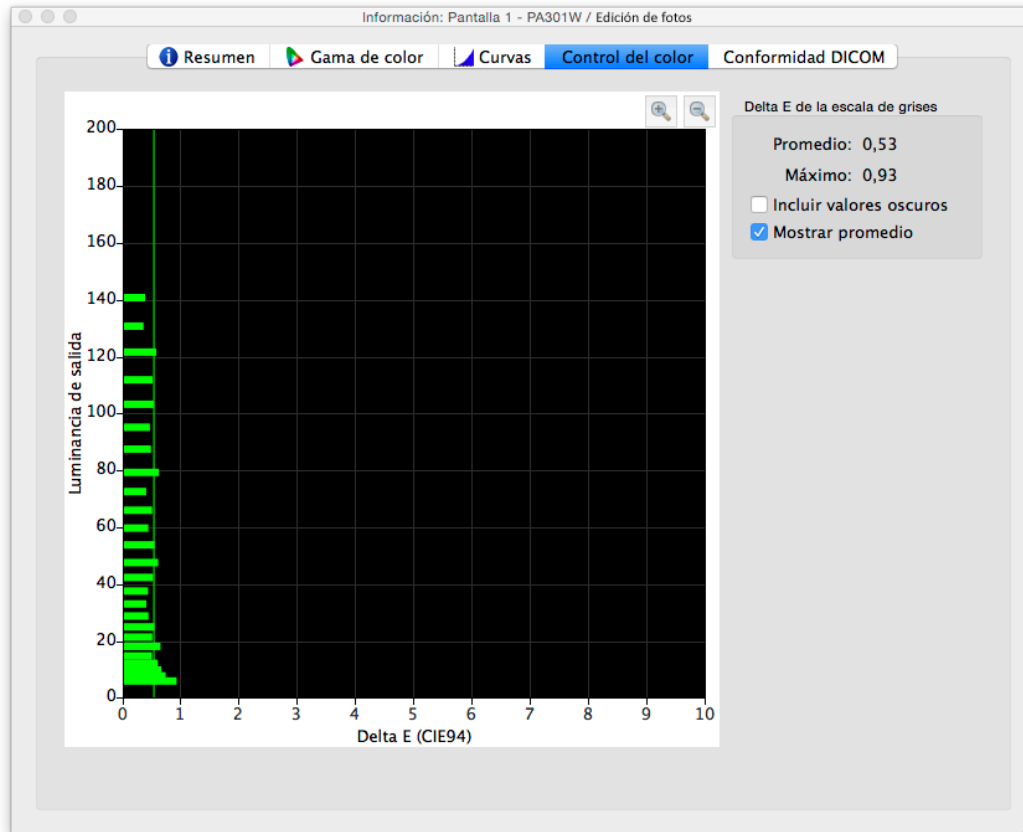 Información: Pantalla 1 - PA301W / Edición de fotos
Resumen
Gama de color
Curvas
Control del color
Conformidad DICOM
Delta E de la escala de grises
Promedio: 0,53
Máximo: 0,93
Incluir valores oscuros
Mostrar promedio
Luminancia de salida
200
180
160
140
120
100
80
60
40
20
0
0 1 2 3 4 5 6 7 8 9 10
Delta E (CIE94)